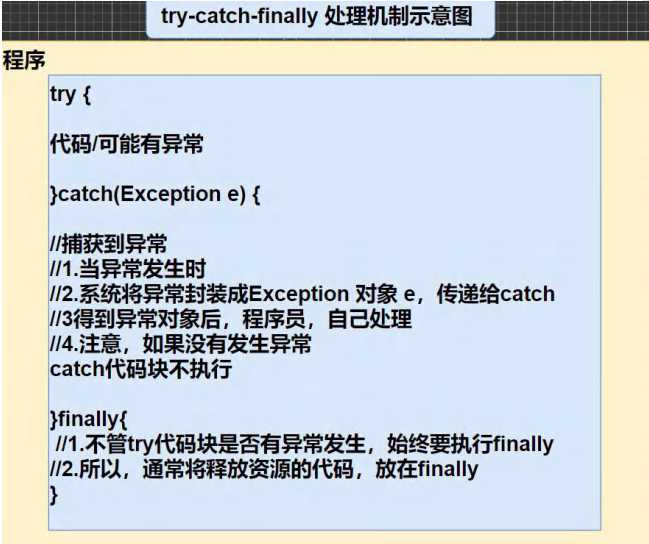 try-catch-finally 处理机制示意图
程序
try {
代码/可能有异常
}catch(Exception e) {
//捕获到异常
//1.当异常发生时
//2.系统将异常封装成Exception 对象 e，传递给catch
//3得到异常对象后，程序员，自己处理
//4.注意，如果没有发生异常
catch代码块不执行
}finally{
//1.不管try代码块是否有异常发生，始终要执行finally
//2.所以，通常将释放资源的代码，放在finally
}